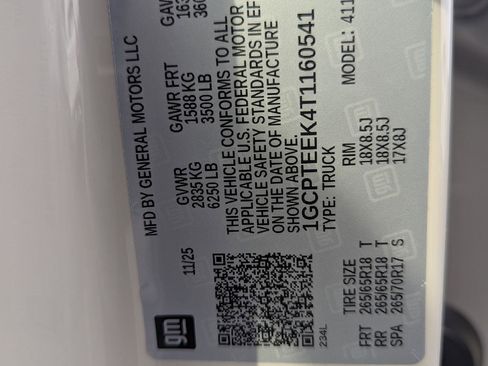 gm
MFD BY GENERAL MOTORS LLC
11/25
GVWR
2835 KG
6250 LB
GAWR FRT
1588 KG
3500 LB
THIS VEHICLE CONFORMS TO ALL
U.S. FEDERAL MOTOR
VEHICLE SAFETY STANDARDS IN EF
ON THE DATE OF MANUFACTURE
SHOWN ABOVE.
1GCPTEEK4T1160541
TYPE: TRUCK
MODEL: 411
234L
TIRE SIZE RIM
FRT 265/65R18 T 18X8.5J
RR 265/65R18 T 18X8.5J
SPA 265/70R17 S 17X8J